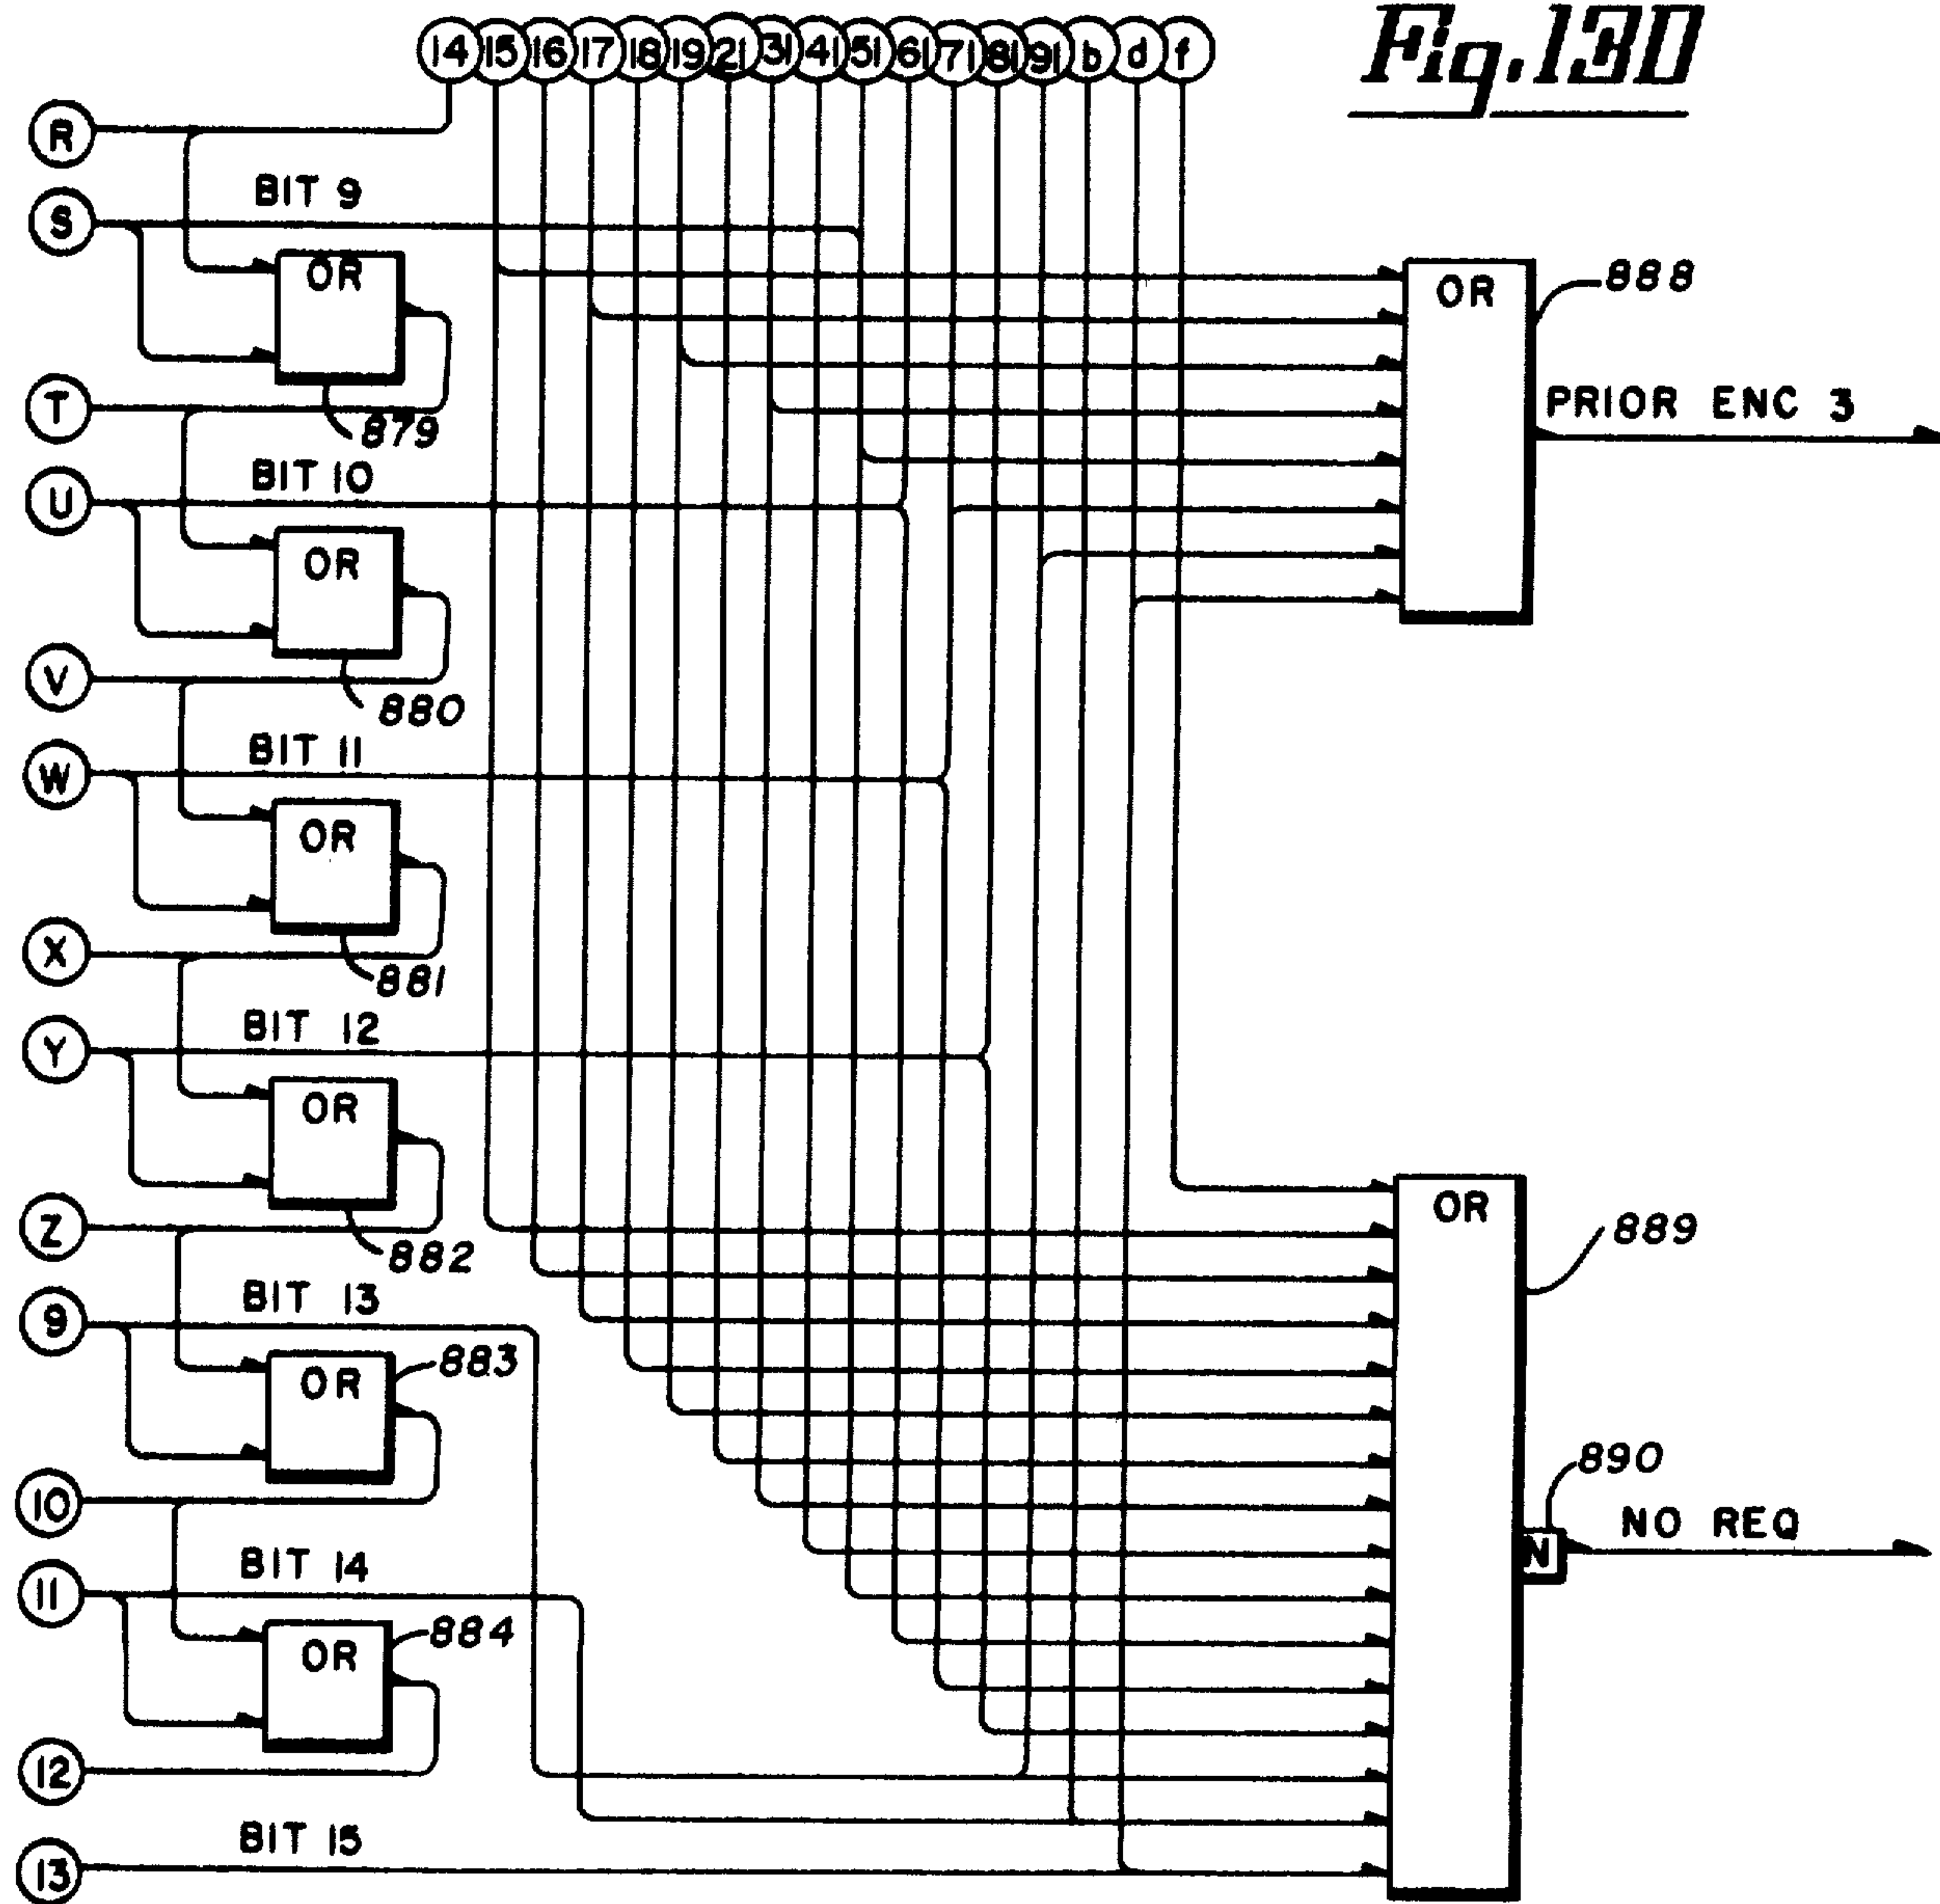 Fig. 13D
14 15 16 17 18 19 21 31 41 51 61 71 81 91 b d f
R
BIT 9
S
OR
OR
888
T
879
PRIOR ENC 3
BIT 10
U
OR
V
880
BIT 11
W
OR
X
881
BIT 12
Y
OR
OR
889
Z
882
BIT 13
9
OR
883
890
10
NO REQ
N
BIT 14
11
OR
884
12
BIT 15
13